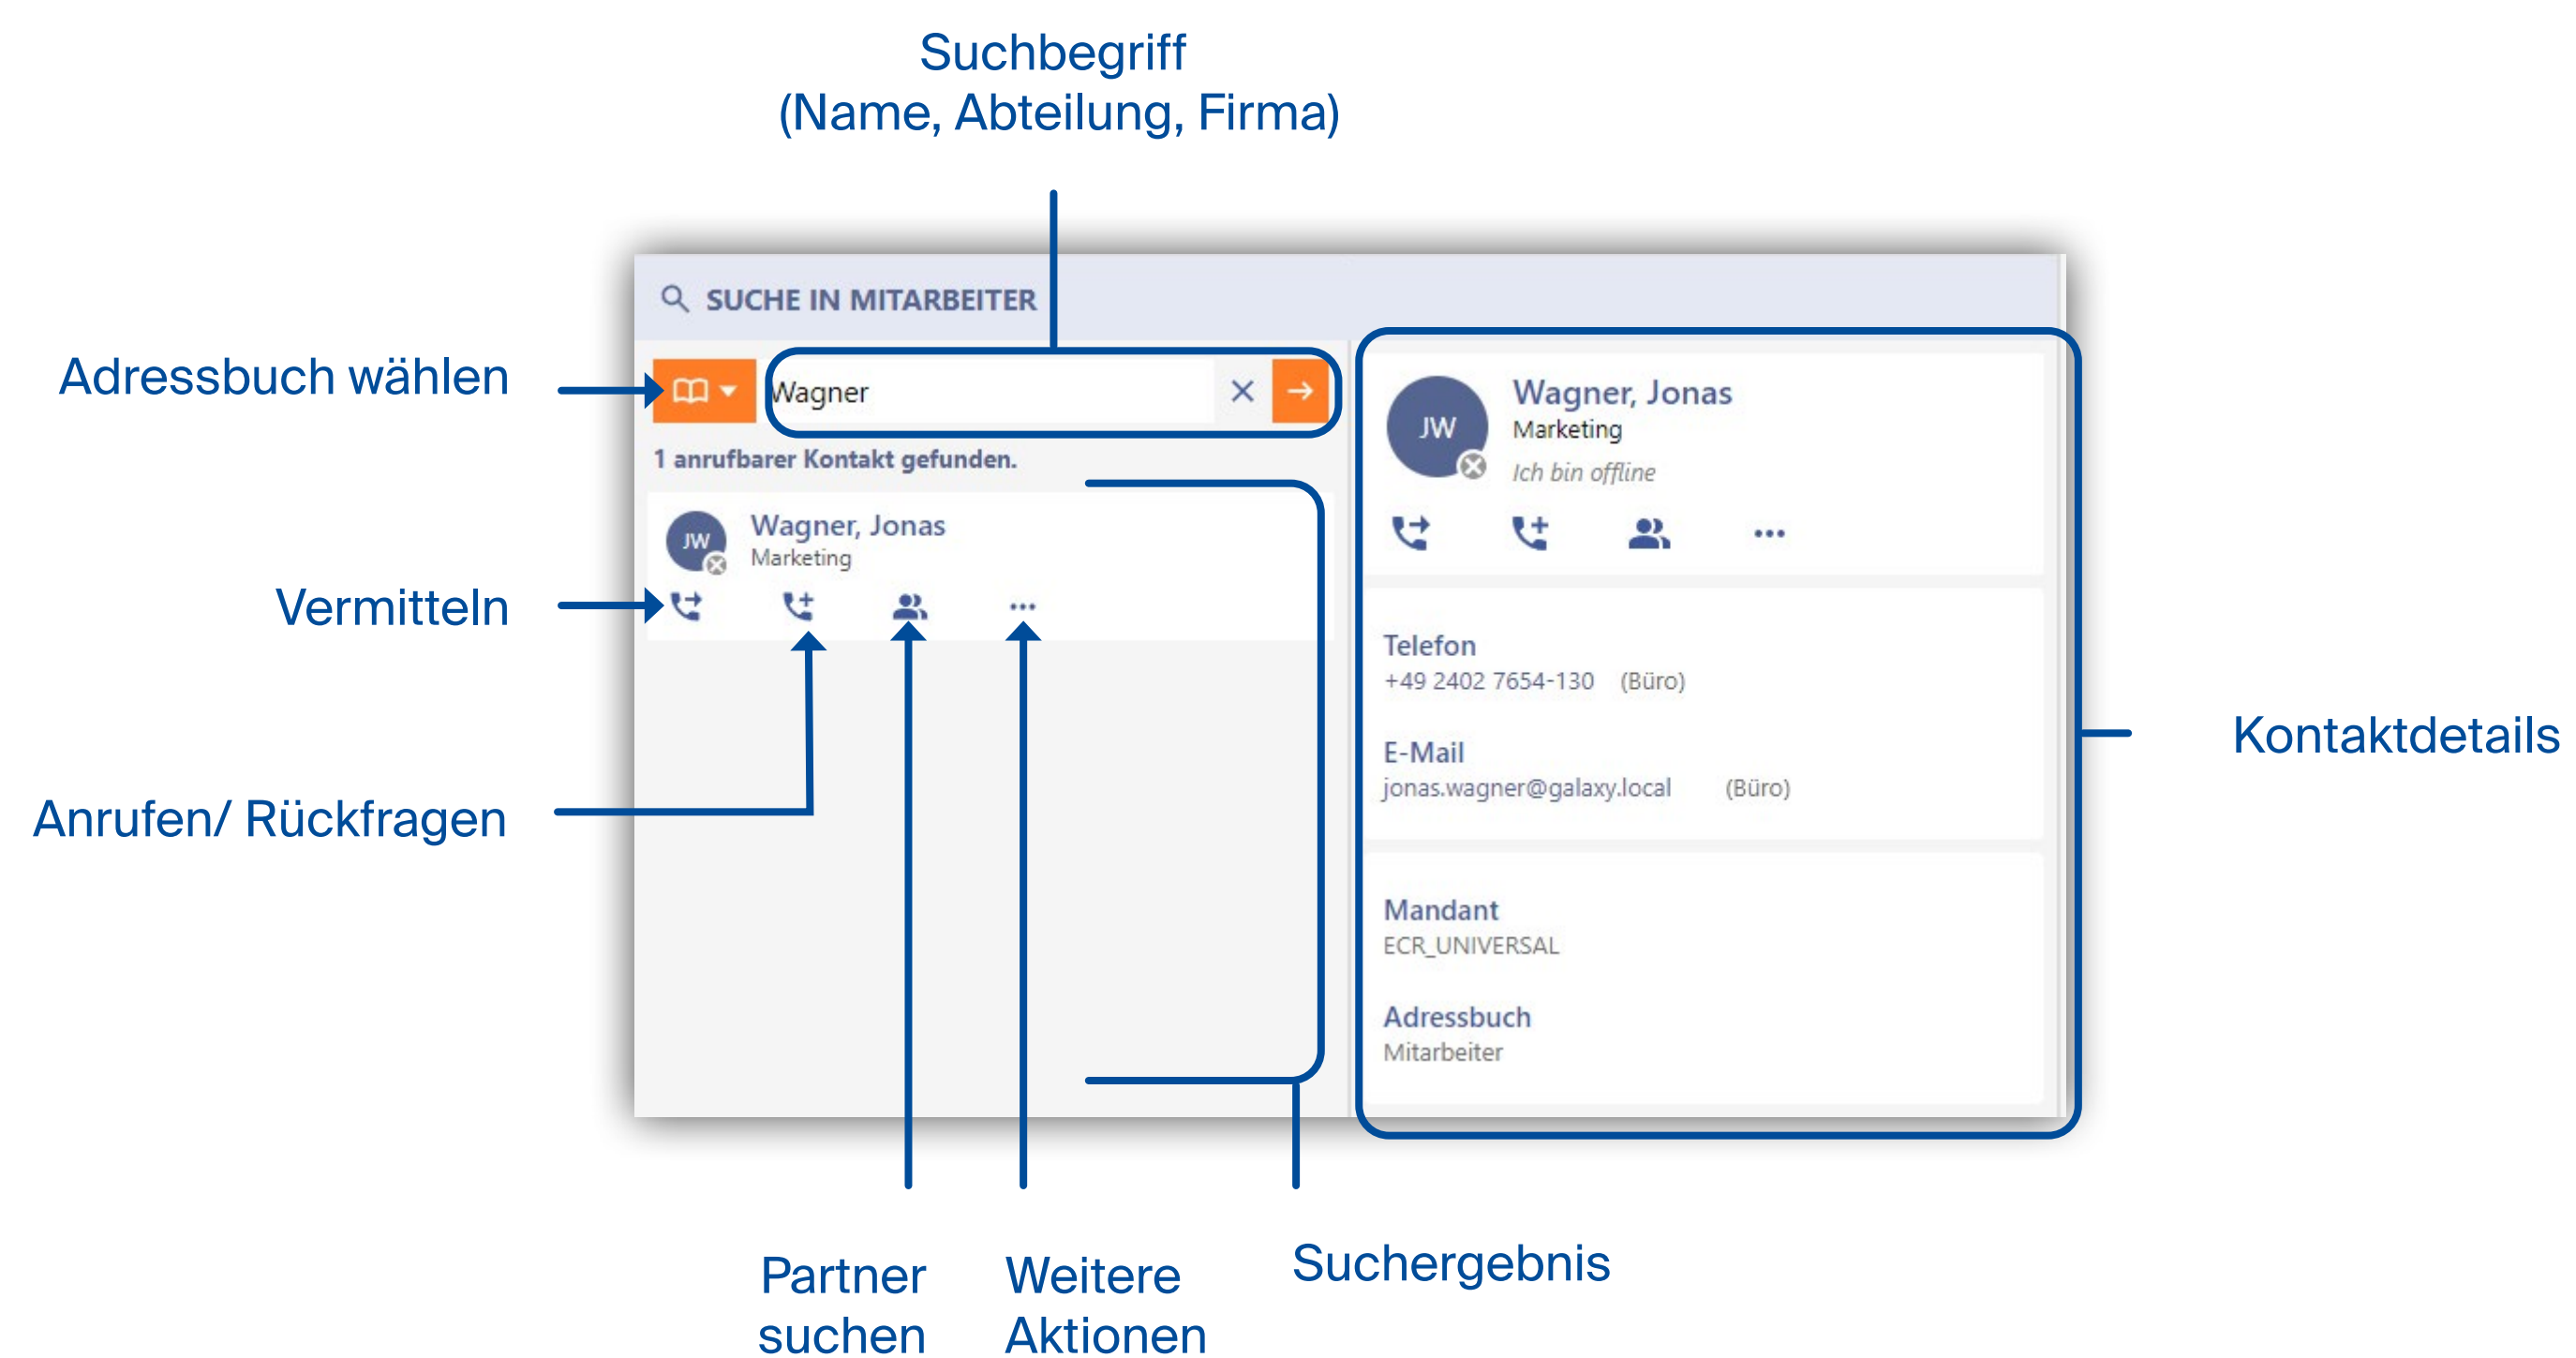 Suchbegriff
(Name, Abteilung, Firma)
SUCHE IN MITARBEITER
Adressbuch wählen
Wagner
1 anrufbarer Kontakt gefunden.
JW
Wagner, Jonas
Marketing
Vermitteln
Anrufen/ Rückfragen
Partner
suchen
Weitere
Aktionen
Suchergebnis
JW
Wagner, Jonas
Marketing
Ich bin offline
Telefon
+49 2402 7654-130 (Büro)
E-Mail
jonas.wagner@galaxy.local (Büro)
Mandant
ECR_UNIVERSAL
Adressbuch
Mitarbeiter
Kontaktdetails